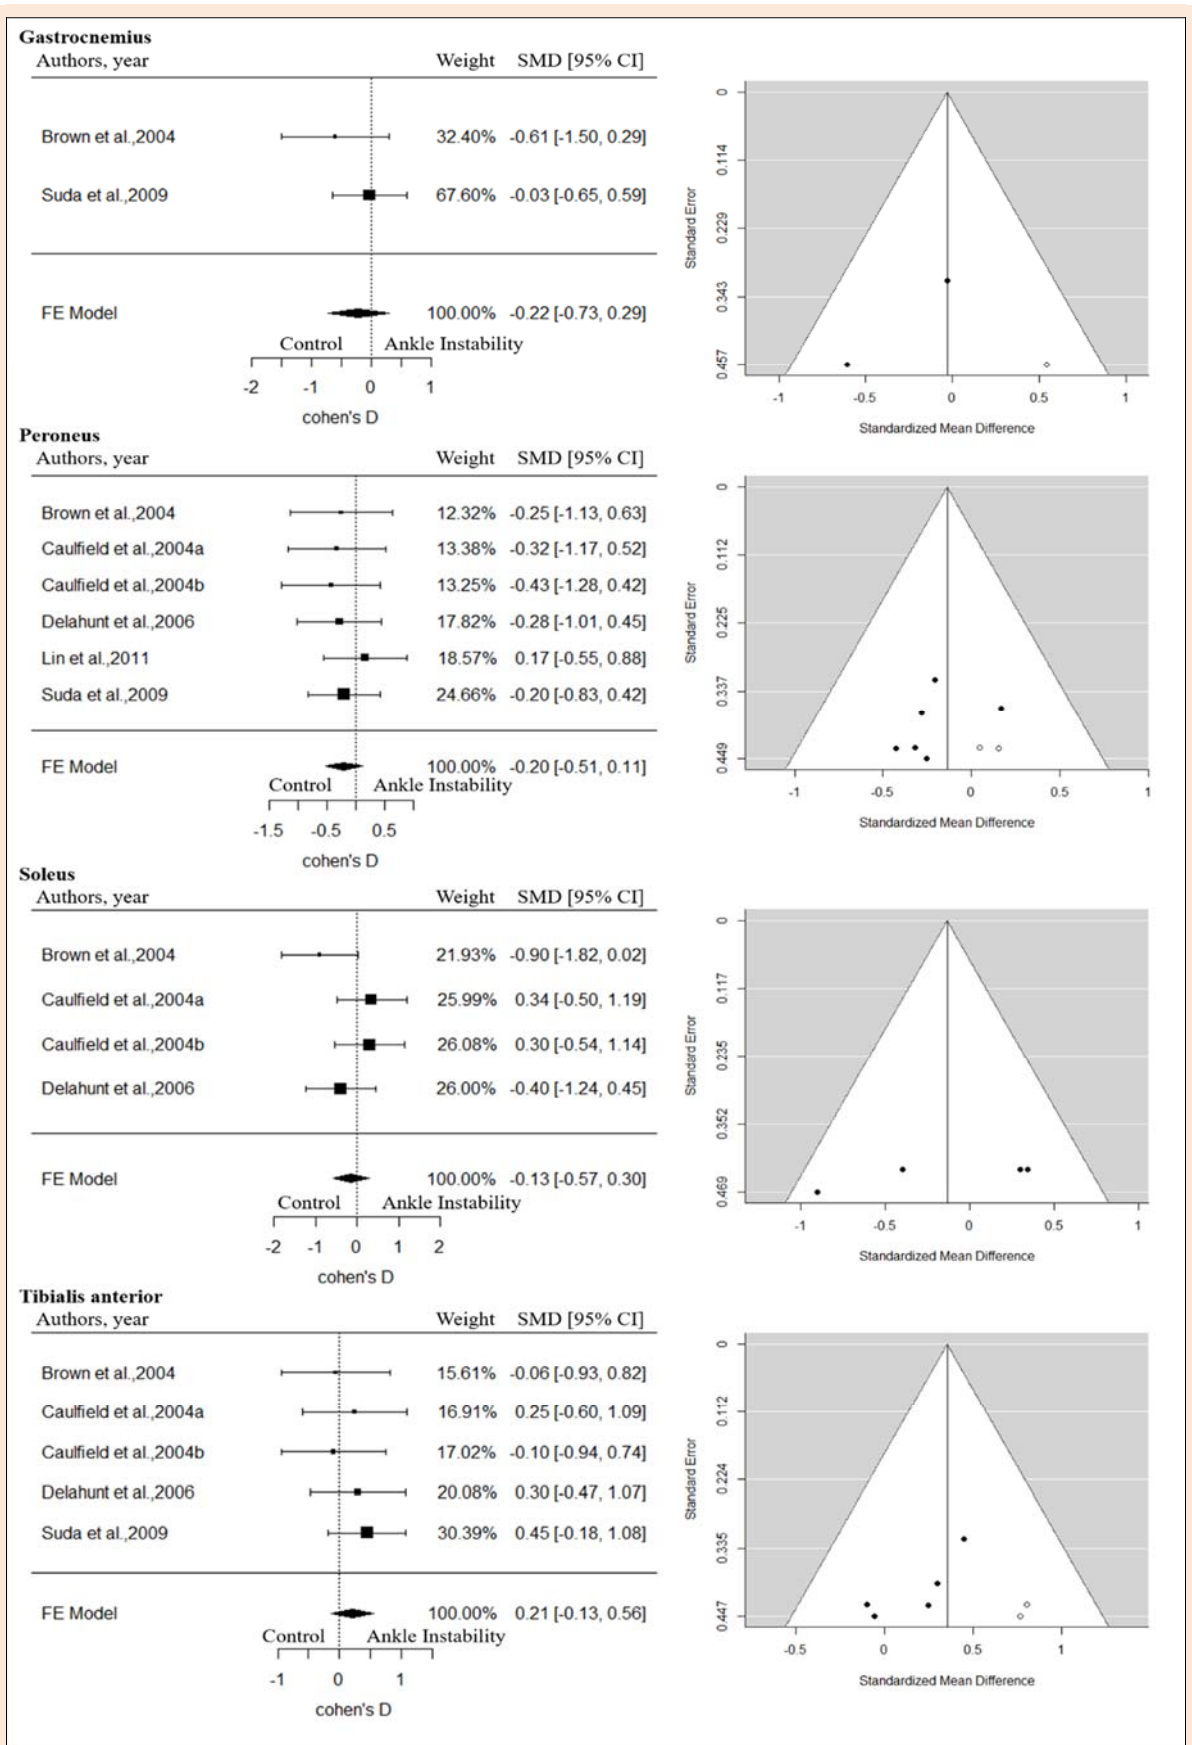 Gastrocnemius
Authors, year Weight SMD [95% CI]
Brown et al.,2004 32.40% -0.61 [-1.50, 0.29]
Suda et al.,2009 67.60% -0.03 [-0.65, 0.59]
FE Model 100.00% -0.22 [-0.73, 0.29]
Control Ankle Instability
-2 -1 0 1
cohen's D
0 0.114 0.229 0.343 0.457
Standard Error
-1 -0.5 0 0.5 1
Standardized Mean Difference
Peroneus
Authors, year Weight SMD [95% CI]
Brown et al.,2004 12.32% -0.25 [-1.13, 0.63]
Caulfield et al.,2004a 13.38% -0.32 [-1.17, 0.52]
Caulfield et al.,2004b 13.25% -0.43 [-1.28, 0.42]
Delahunt et al.,2006 17.82% -0.28 [-1.01, 0.45]
Lin et al.,2011 18.57% 0.17 [-0.55, 0.88]
Suda et al.,2009 24.66% -0.20 [-0.83, 0.42]
FE Model 100.00% -0.20 [-0.51, 0.11]
Control Ankle Instability
-1.5 -0.5 0.5
cohen's D
0 0.112 0.225 0.337 0.449
Standard Error
-1 -0.5 0 0.5 1
Standardized Mean Difference
Soleus
Authors, year Weight SMD [95% CI]
Brown et al.,2004 21.93% -0.90 [-1.82, 0.02]
Caulfield et al.,2004a 25.99% 0.34 [-0.50, 1.19]
Caulfield et al.,2004b 26.08% 0.30 [-0.54, 1.14]
Delahunt et al.,2006 26.00% -0.40 [-1.24, 0.45]
FE Model 100.00% -0.13 [-0.57, 0.30]
Control Ankle Instability
-2 -1 0 1 2
cohen's D
0 0.117 0.235 0.352 0.469
Standard Error
-1 -0.5 0 0.5 1
Standardized Mean Difference
Tibialis anterior
Authors, year Weight SMD [95% CI]
Brown et al.,2004 15.61% -0.06 [-0.93, 0.82]
Caulfield et al.,2004a 16.91% 0.25 [-0.60, 1.09]
Caulfield et al.,2004b 17.02% -0.10 [-0.94, 0.74]
Delahunt et al.,2006 20.08% 0.30 [-0.47, 1.07]
Suda et al.,2009 30.39% 0.45 [-0.18, 1.08]
FE Model 100.00% 0.21 [-0.13, 0.56]
Control Ankle Instability
-1 0 1
cohen's D
0 0.112 0.224 0.335 0.447
Standard Error
-0.5 0 0.5 1
Standardized Mean Difference